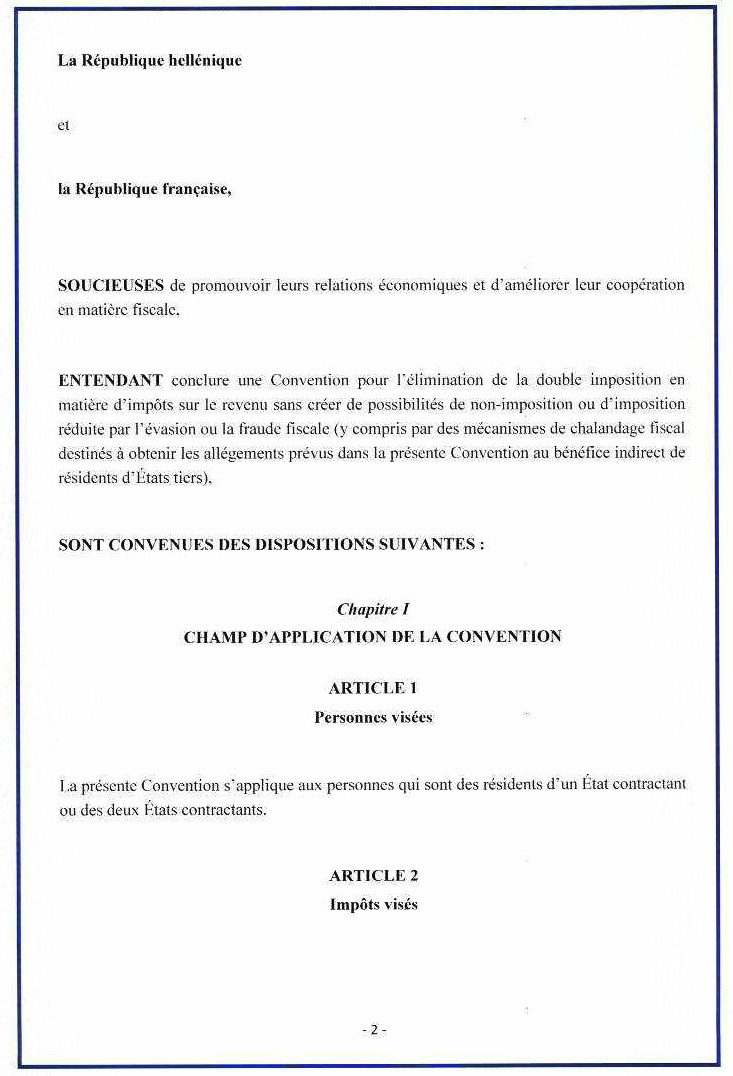 La République hellénique
et
la République française,
SOUCIEUSES de promouvoir leurs relations économiques et d'améliorer leur coopération
en matière fiscale,
ENTENDANT conclure une Convention pour l'élimination de la double imposition en
matière d'impôts sur le revenu sans créer de possibilités de non-imposition ou d'imposition
réduite par l'évasion ou la fraude fiscale (y compris par des mécanismes de chalandage fiscal
destinés à obtenir les allégements prévus dans la présente Convention au bénéfice indirect de
résidents d'États tiers),
SONT CONVENUES DES DISPOSITIONS SUIVANTES :
Chapitre I
CHAMP D'APPLICATION DE LA CONVENTION
ARTICLE 1
Personnes visées
La présente Convention s'applique aux personnes qui sont des résidents d'un État contractant
ou des deux États contractants.
ARTICLE 2
Impôts visés
- 2 -